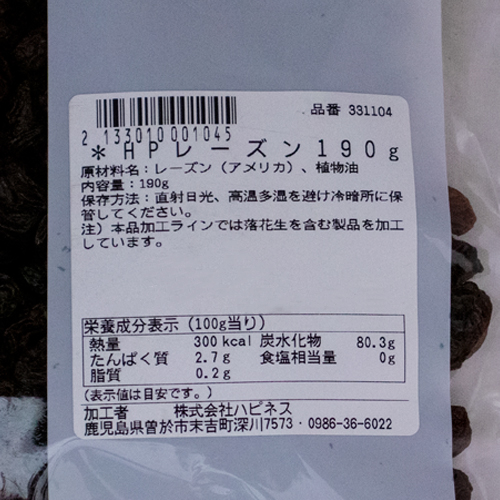 品番 331104
2 133010 001045
＊HPレーズン190g
原材料名：レーズン（アメリカ）、植物油
内容量：190g
保存方法：直射日光、高温多湿を避け冷暗所に保
管してください。
注）本品加工ラインでは落花生を含む製品を加工
しています。
栄養成分表示（100g当り）
熱量 300 kcal 炭水化物 80.3g
たんぱく質 2.7g 食塩相当量 0g
脂質 0.2g
（表示値は目安です。）
加工者 株式会社ハピネス
鹿児島県曽於市末吉町深川7573・0986-36-6022